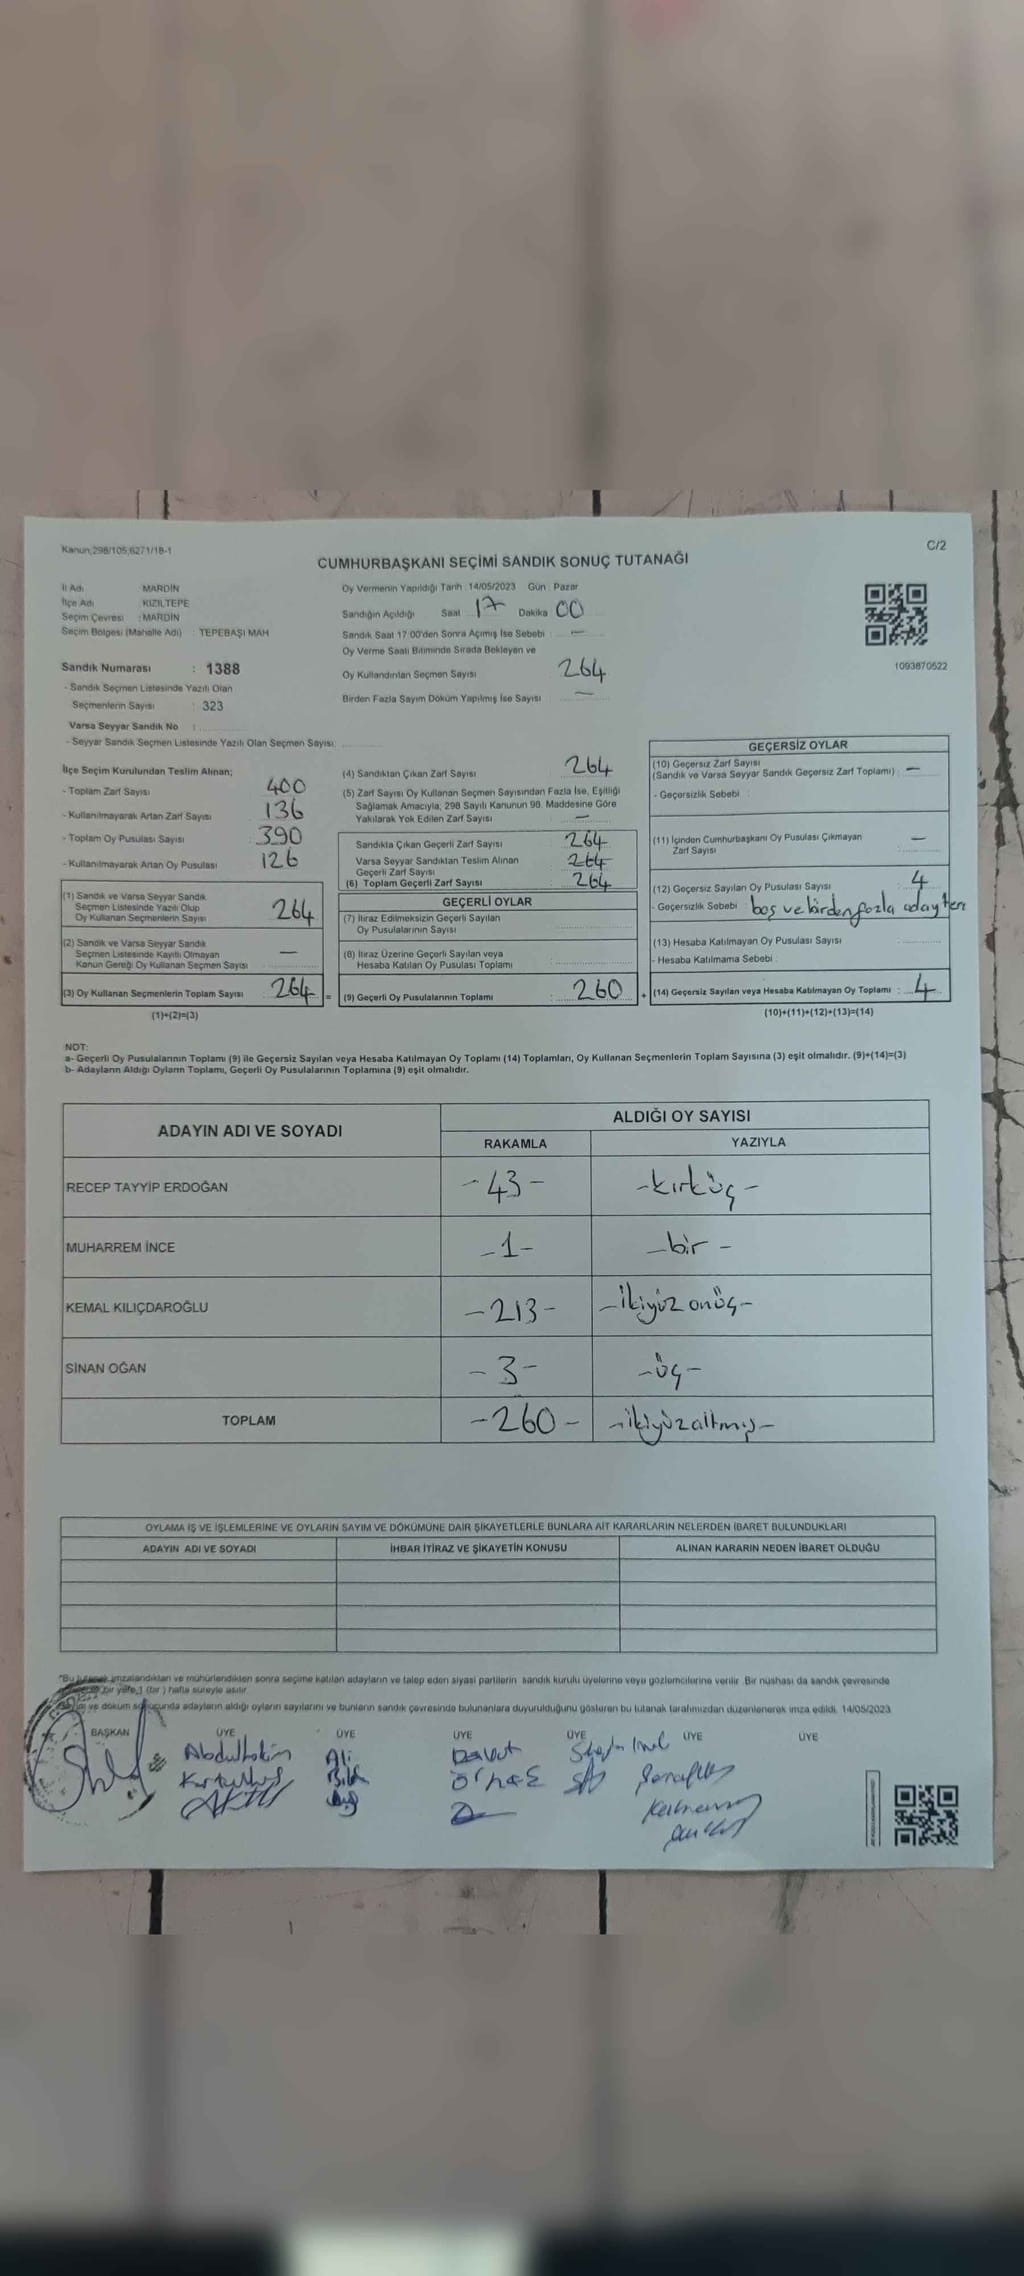 Kanun;298/105;6271/18-1
C/2
CUMHURBAŞKANI SEÇİMİ SANDIK SONUÇ TUTANAĞI
İl Adı MARDİN
İlçe Adı KIZILTEPE
Seçim Çevresi : MARDİN
Seçim Bölgesi (Mahalle Adı) : TEPEBAŞI MAH
Oy Vermenin Yapıldığı Tarih : 14/05/2023 Gün : Pazar
Sandığın Açıldığı Saat 17 Dakika 00
Sandık Saat 17:00'den Sonra Açımış İse Sebebi : —
Oy Verme Saati Bitiminde Sırada Bekleyen ve
Oy Kullandırılan Seçmen Sayısı 264
Birden Fazla Sayım Döküm Yapılmış İse Sayısı —
1093870522
Sandık Numarası : 1388
- Sandık Seçmen Listesinde Yazılı Olan
Seçmenlerin Sayısı : 323
Varsa Seyyar Sandık No :
- Seyyar Sandık Seçmen Listesinde Yazılı Olan Seçmen Sayısı:
İlçe Seçim Kurulundan Teslim Alınan;
- Toplam Zarf Sayısı 400
- Kullanılmayarak Artan Zarf Sayısı 136
- Toplam Oy Pusulası Sayısı 390
- Kullanılmayarak Artan Oy Pusulası 126
(1) Sandık ve Varsa Seyyar Sandık
Seçmen Listesinde Yazılı Olup
Oy Kullanan Seçmenlerin Sayısı 264
(2) Sandık ve Varsa Seyyar Sandık
Seçmen Listesinde Kayıtlı Olmayan
Kanun Gereği Oy Kullanan Seçmen Sayısı —
(3) Oy Kullanan Seçmenlerin Toplam Sayısı 264 =
(1)+(2)=(3)
(4) Sandıktan Çıkan Zarf Sayısı 264
(5) Zarf Sayısı Oy Kullanan Seçmen Sayısından Fazla İse, Eşitliği
Sağlamak Amacıyla, 298 Sayılı Kanunun 98. Maddesine Göre
Yakılarak Yok Edilen Zarf Sayısı —
Sandıkta Çıkan Geçerli Zarf Sayısı 264
Varsa Seyyar Sandıktan Teslim Alınan
Geçerli Zarf Sayısı 264
(6) Toplam Geçerli Zarf Sayısı 264
GEÇERLİ OYLAR
(7) İtiraz Edilmeksizin Geçerli Sayılan
Oy Pusulalarının Sayısı
(8) İtiraz Üzerine Geçerli Sayılan veya
Hesaba Katılan Oy Pusulası Toplamı
(9) Geçerli Oy Pusulalarının Toplamı : 260 +
GEÇERSİZ OYLAR
(10) Geçersiz Zarf Sayısı
(Sandık ve Varsa Seyyar Sandık Geçersiz Zarf Toplamı) : —
- Geçersizlik Sebebi :
(11) İçinden Cumhurbaşkanı Oy Pusulası Çıkmayan
Zarf Sayısı —
(12) Geçersiz Sayılan Oy Pusulası Sayısı 4
- Geçersizlik Sebebi : boş ve birden fazla adayten
(13) Hesaba Katılmayan Oy Pusulası Sayısı
- Hesaba Katılmama Sebebi :
(14) Geçersiz Sayılan veya Hesaba Katılmayan Oy Toplamı : 4
(10)+(11)+(12)+(13)=(14)
NOT:
a- Geçerli Oy Pusulalarının Toplamı (9) ile Geçersiz Sayılan veya Hesaba Katılmayan Oy Toplamı (14) Toplamları, Oy Kullanan Seçmenlerin Toplam Sayısına (3) eşit olmalıdır. (9)+(14)=(3)
b- Adayların Aldığı Oyların Toplamı, Geçerli Oy Pusulalarının Toplamına (9) eşit olmalıdır.
ADAYIN ADI VE SOYADI ALDIĞI OY SAYISI
RAKAMLA YAZIYLA
RECEP TAYYİP ERDOĞAN -43- -kırküç-
MUHARREM İNCE -1- -bir-
KEMAL KILIÇDAROĞLU -213- -ikiyüzonüç-
SİNAN OĞAN -3- -üç-
TOPLAM -260- -ikiyüzaltmış-
OYLAMA İŞ VE İŞLEMLERİNE VE OYLARIN SAYIM VE DÖKÜMÜNE DAİR ŞİKAYETLERLE BUNLARA AİT KARARLARIN NELERDEN İBARET BULUNDUKLARI
ADAYIN ADI VE SOYADI İHBAR İTİRAZ VE ŞİKAYETİN KONUSU ALINAN KARARIN NEDEN İBARET OLDUĞU
*Bu tutanak imzalandıktan ve mühürlendikten sonra seçime katılan adayların ve talep eden siyasi partilerin sandık kurulu üyelerine veya gözlemcilerine verilir. Bir nüshası da sandık çevresinde
bir yere 1 (bir) hafta süreyle asılır.
Sayım ve döküm sonucunda adayların aldığı oyların sayılarını ve bunların sandık çevresinde bulunanlara duyurulduğunu gösteren bu tutanak tarafımızdan düzenlenerek imza edildi. 14/05/2023
BAŞKAN ÜYE ÜYE ÜYE ÜYE ÜYE ÜYE
Abdulhakim Ali Davut